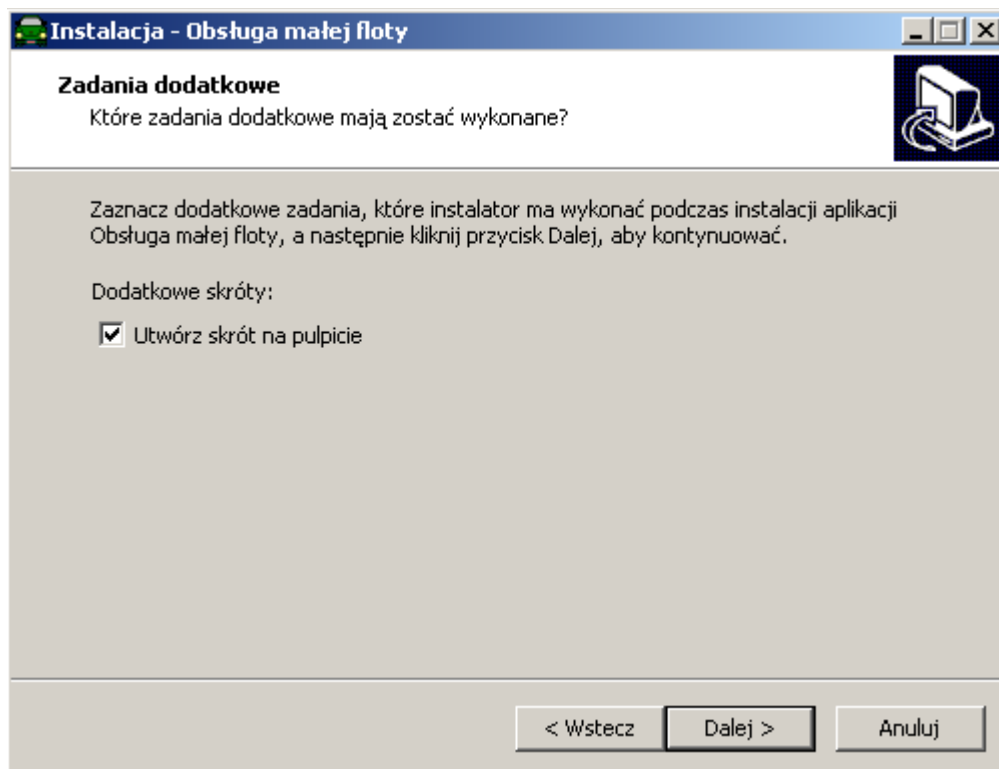 Instalacja - Obsługa małej floty
Zadania dodatkowe
Które zadania dodatkowe mają zostać wykonane?
Zaznacz dodatkowe zadania, które instalator ma wykonać podczas instalacji aplikacji
Obsługa małej floty, a następnie kliknij przycisk Dalej, aby kontynuować.
Dodatkowe skróty:
Utwórz skrót na pulpicie
< Wstecz
Dalej >
Anuluj